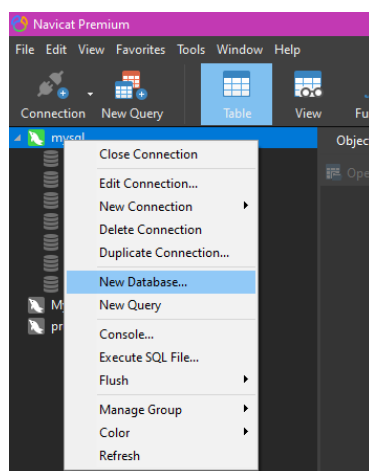 Navicat Premium
File Edit View Favorites Tools Window Help
Connection New Query Table View
mysql Objec
Close Connection
Edit Connection...
New Connection
Delete Connection
Duplicate Connection...
New Database...
New Query
Console...
Execute SQL File...
Flush
Manage Group
Color
Refresh